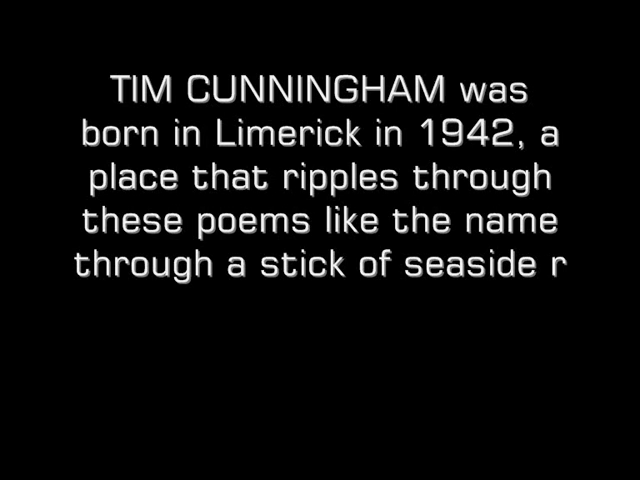 TIM CUNNINGHAM was
born in Limerick in 1942, a
place that ripples through
these poems like the name
through a stick of seaside r